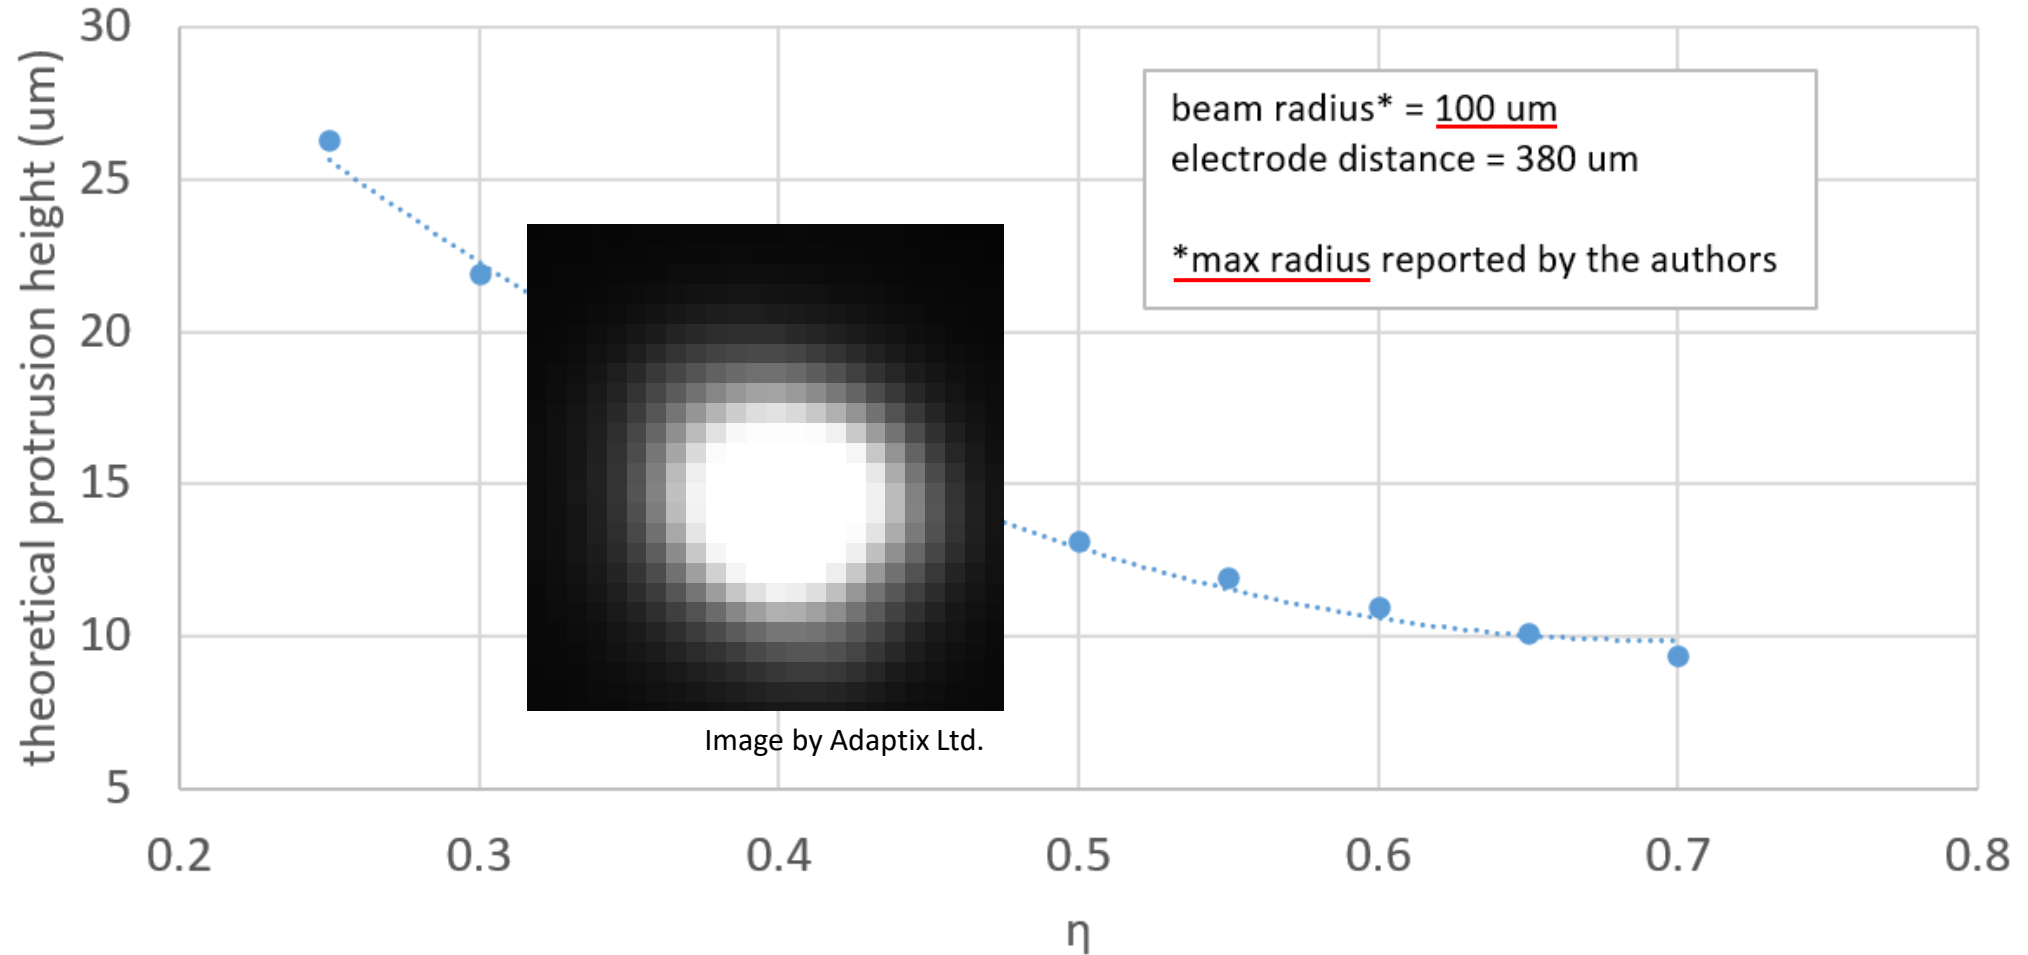 30
25
20
15
10
5
theoretical protrusion height (um)
beam radius* = 100 um
electrode distance = 380 um
*max radius reported by the authors
Image by Adaptix Ltd.
0.2 0.3 0.4 0.5 0.6 0.7 0.8
η